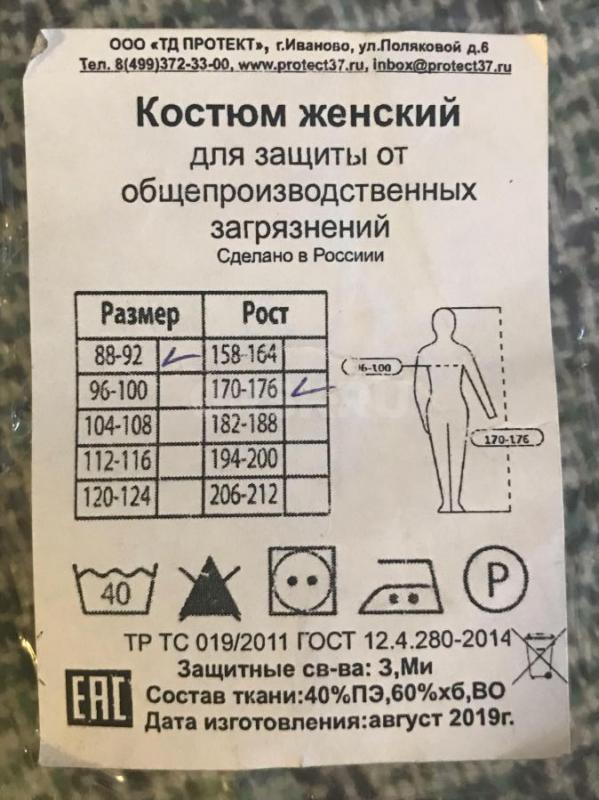 ООО «ТД ПРОТЕКТ», г.Иваново, ул.Поляковой д.6
Тел. 8(499)372-33-00, www.protect37.ru, inbox@protect37.ru
Костюм женский
для защиты от
общепроизводственных
загрязнений
Сделано в Росиии
Размер Рост
88-92 158-164
96-100 170-176
104-108 182-188
112-116 194-200
120-124 206-212
96-100
170-176
40
P
ТР ТС 019/2011 ГОСТ 12.4.280-2014
Защитные св-ва: З,Ми
EAC
Состав ткани:40%ПЭ,60%хб,ВО
Дата изготовления:август 2019г.